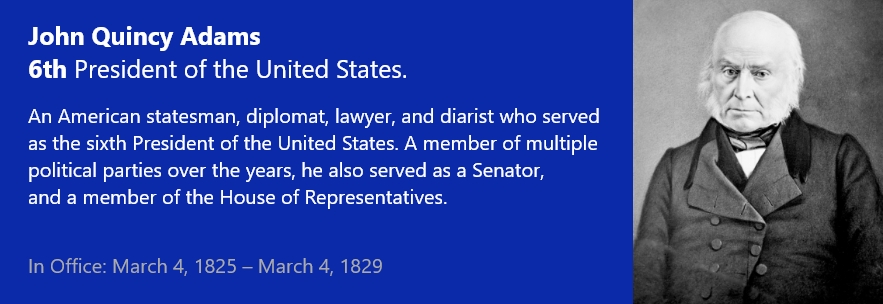 John Quincy Adams
6th President of the United States.
An American statesman, diplomat, lawyer, and diarist who served
as the sixth President of the United States. A member of multiple
political parties over the years, he also served as a Senator,
and a member of the House of Representatives.
In Office: March 4, 1825 – March 4, 1829